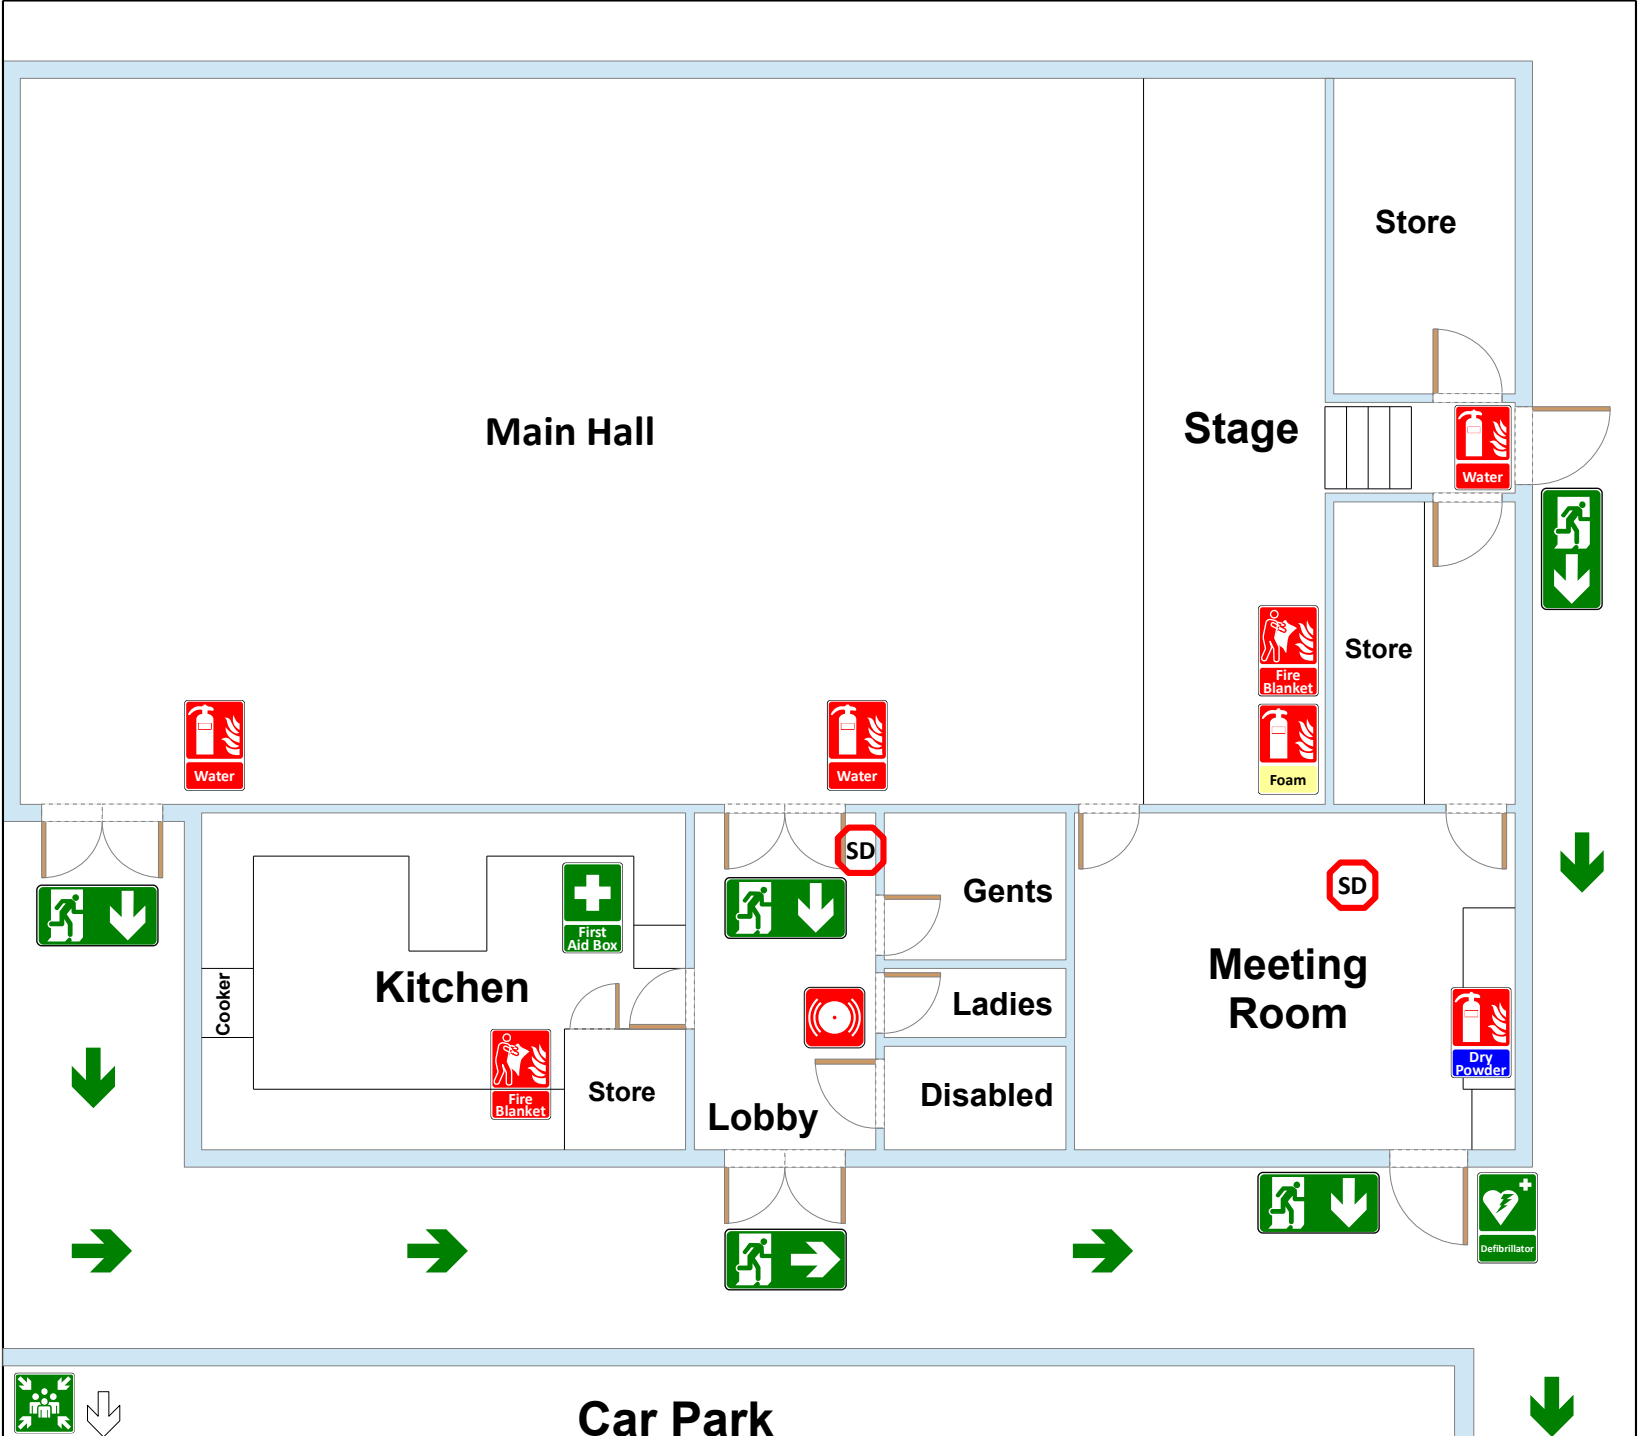 Store
Main Hall
Stage
Water
Fire
Blanket
Store
Water
Water
Foam
SD
Gents
First
Aid Box
SD
Kitchen
Cooker
Meeting
Room
Ladies
Dry
Powder
Fire
Blanket
Store
Lobby
Disabled
Defibrillator
Car Park